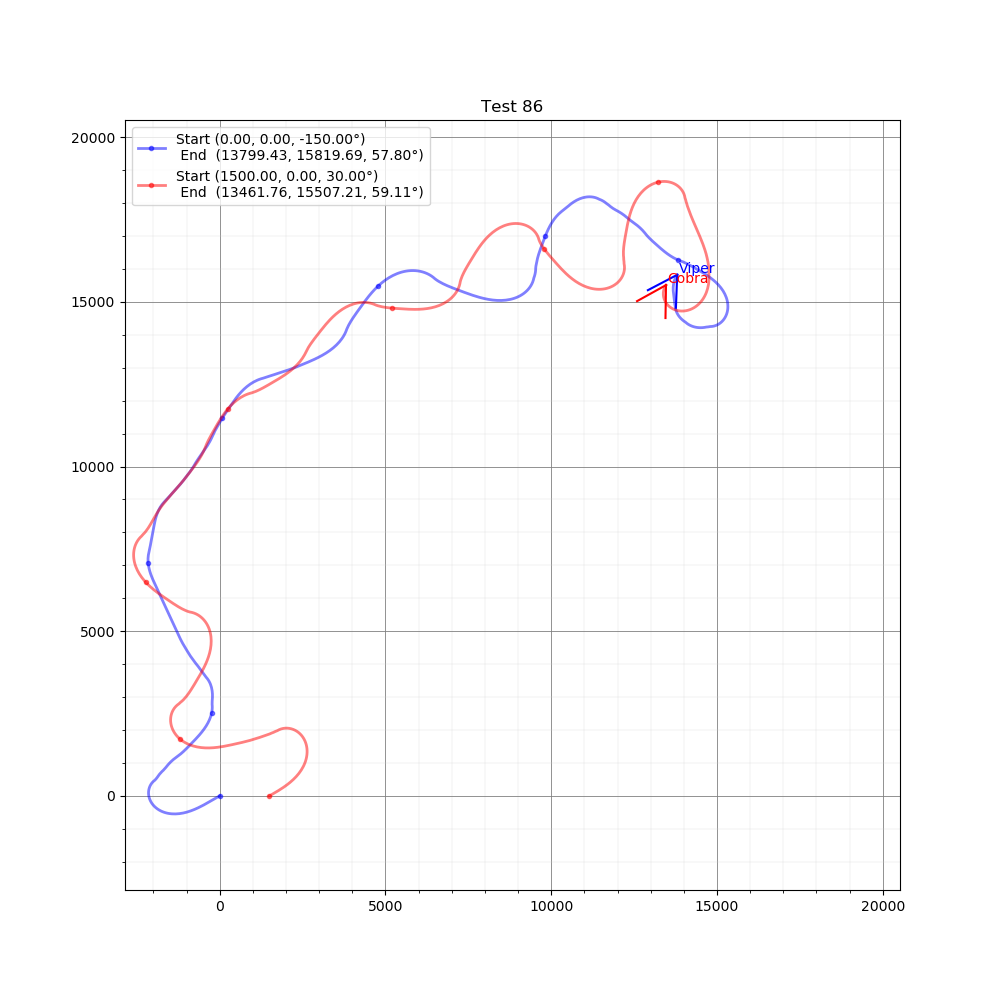 Test 86
Start (0.00, 0.00, -150.00°)
End (13799.43, 15819.69, 57.80°)
Start (1500.00, 0.00, 30.00°)
End (13461.76, 15507.21, 59.11°)
20000
15000
10000
5000
0
Viper
Cobra
0 5000 10000 15000 20000